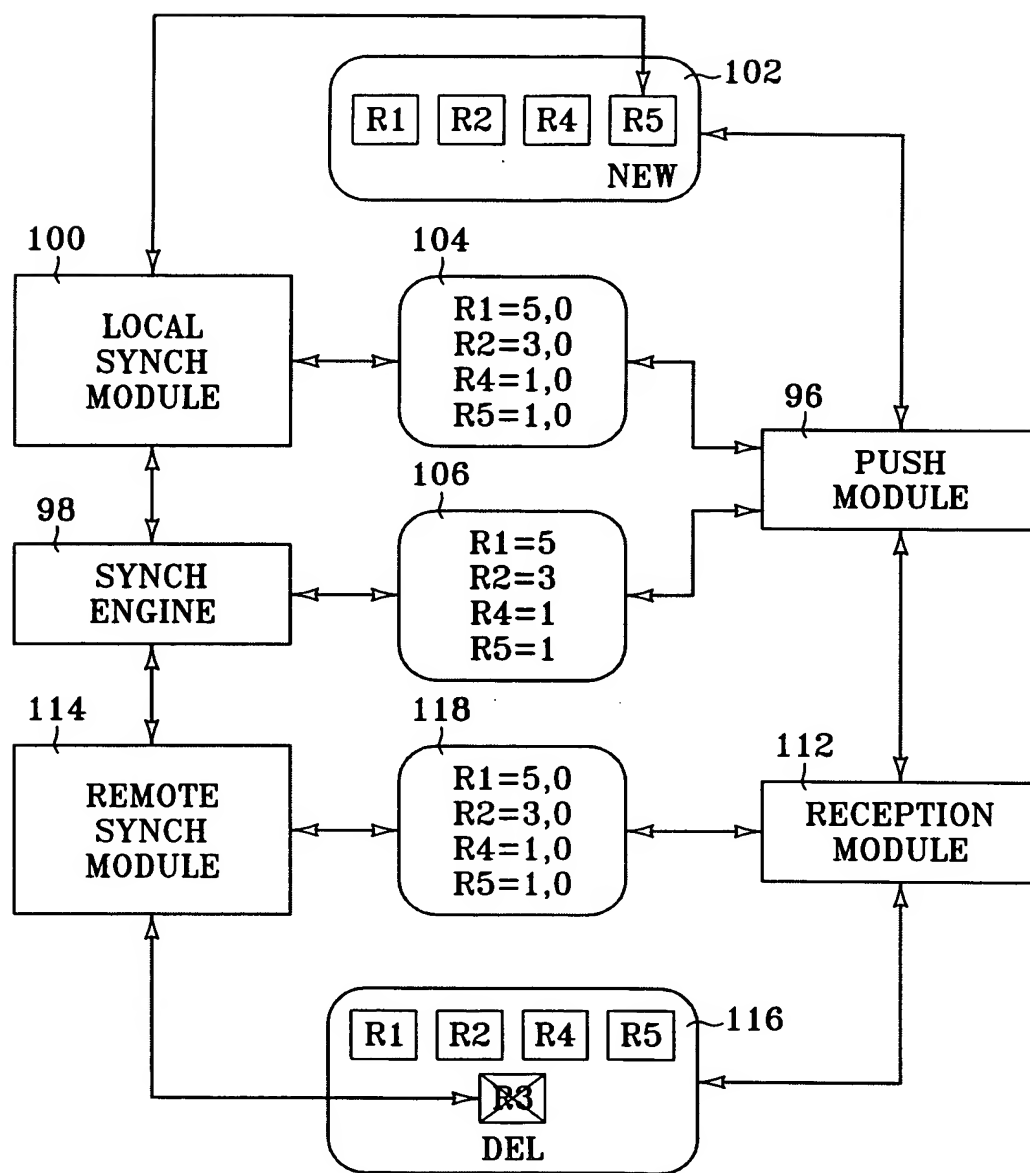 102
R1 R2 R4 R5
NEW
100
LOCAL
SYNCH
MODULE
104
R1=5,0
R2=3,0
R4=1,0
R5=1,0
96
PUSH
MODULE
98
SYNCH
ENGINE
106
R1=5
R2=3
R4=1
R5=1
114
REMOTE
SYNCH
MODULE
118
R1=5,0
R2=3,0
R4=1,0
R5=1,0
112
RECEPTION
MODULE
116
R1 R2 R4 R5
R3
DEL